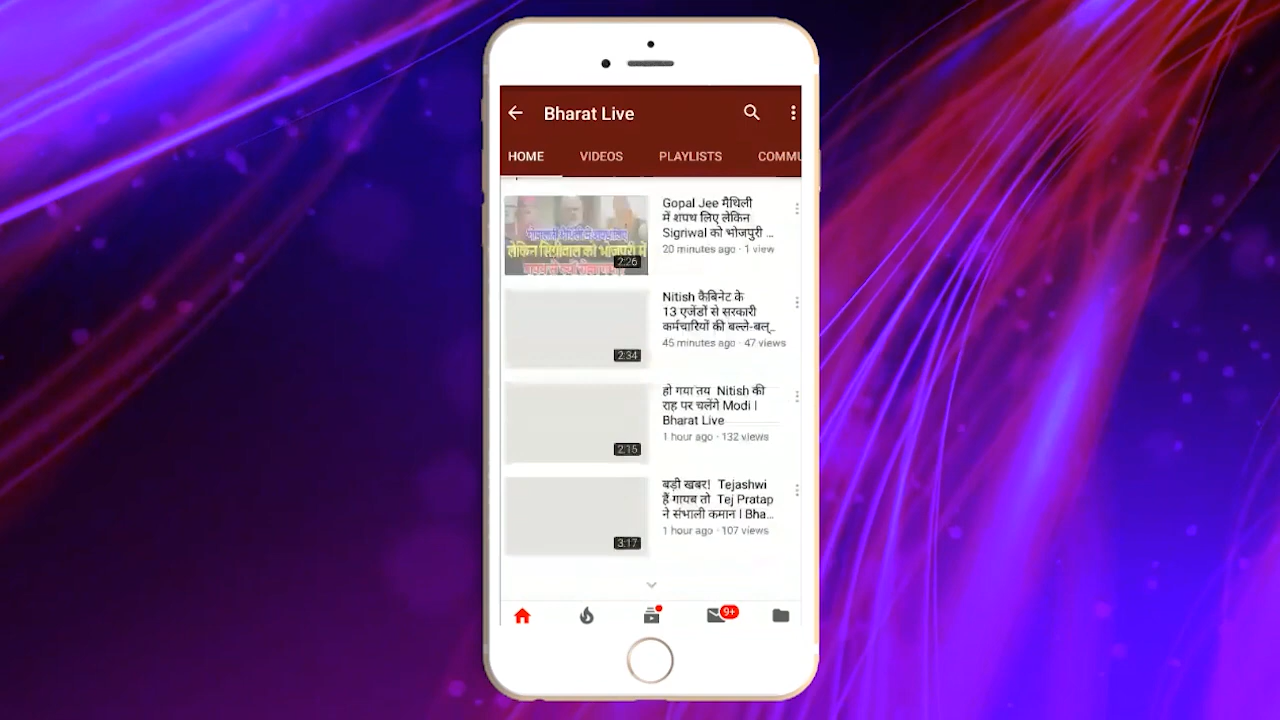 Bharat Live
HOME VIDEOS PLAYLISTS COMMU
Gopal Jee मैथिली
में शपथ लिए लेकिन
Sigriwal को भोजपुरी ...
20 minutes ago · 1 view
लेकिन सिग्रीवाल को भोजपुरी में
2:26
Nitish कैबिनेट के
13 एजेंडों से सरकारी
कर्मचारियों की बल्ले-बल्...
45 minutes ago · 47 views
2:34
हो गया तय Nitish की
राह पर चलेंगे Modi |
Bharat Live
1 hour ago · 132 views
2:15
बड़ी खबर! Tejashwi
हैं गायब तो Tej Pratap
ने संभाली कमान | Bha...
1 hour ago · 107 views
3:17
9+